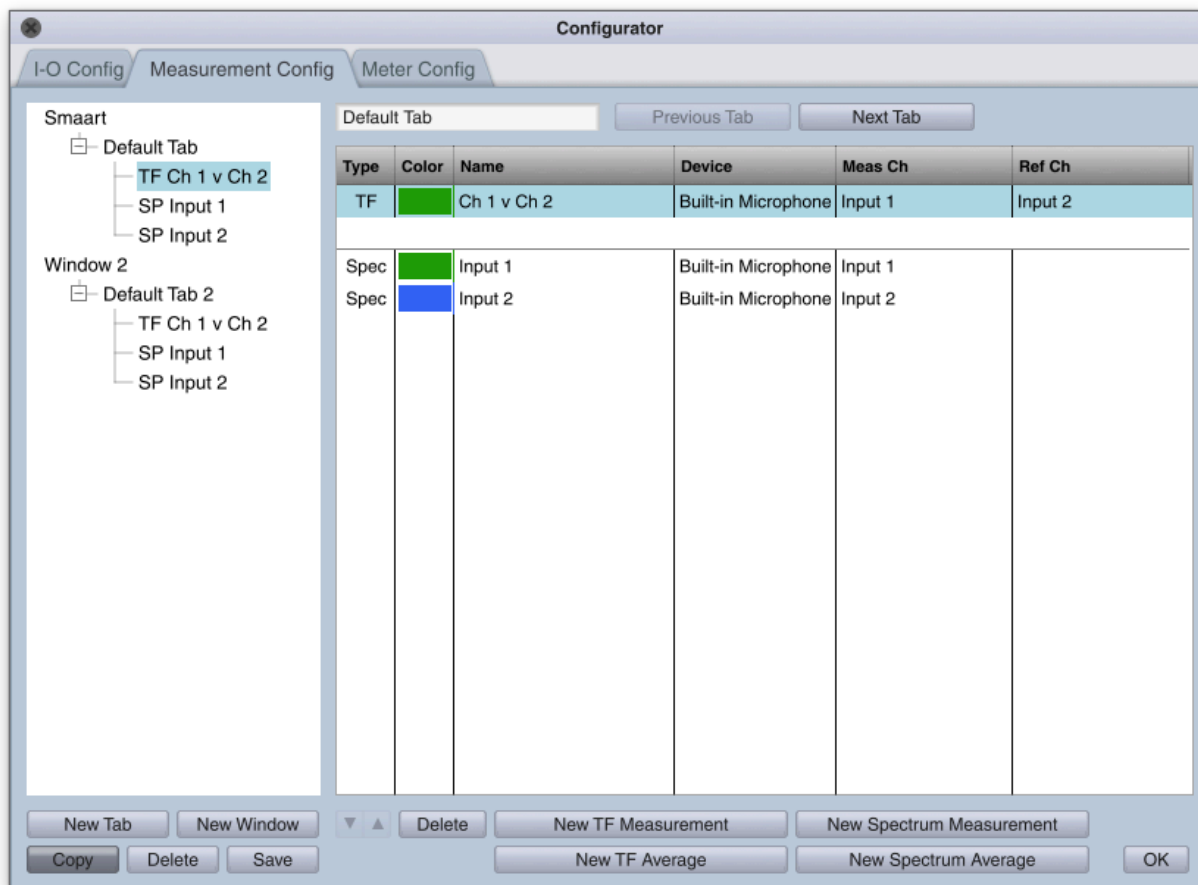 Configurator
I-O Config Measurement Config Meter Config
Smaart
Default Tab
TF Ch 1 v Ch 2
SP Input 1
SP Input 2
Window 2
Default Tab 2
TF Ch 1 v Ch 2
SP Input 1
SP Input 2
Default Tab Previous Tab Next Tab
Type Color Name Device Meas Ch Ref Ch
TF Ch 1 v Ch 2 Built-in Microphone Input 1 Input 2
Spec Input 1 Built-in Microphone Input 1
Spec Input 2 Built-in Microphone Input 2
New Tab New Window Delete New TF Measurement New Spectrum Measurement
Copy Delete Save New TF Average New Spectrum Average OK